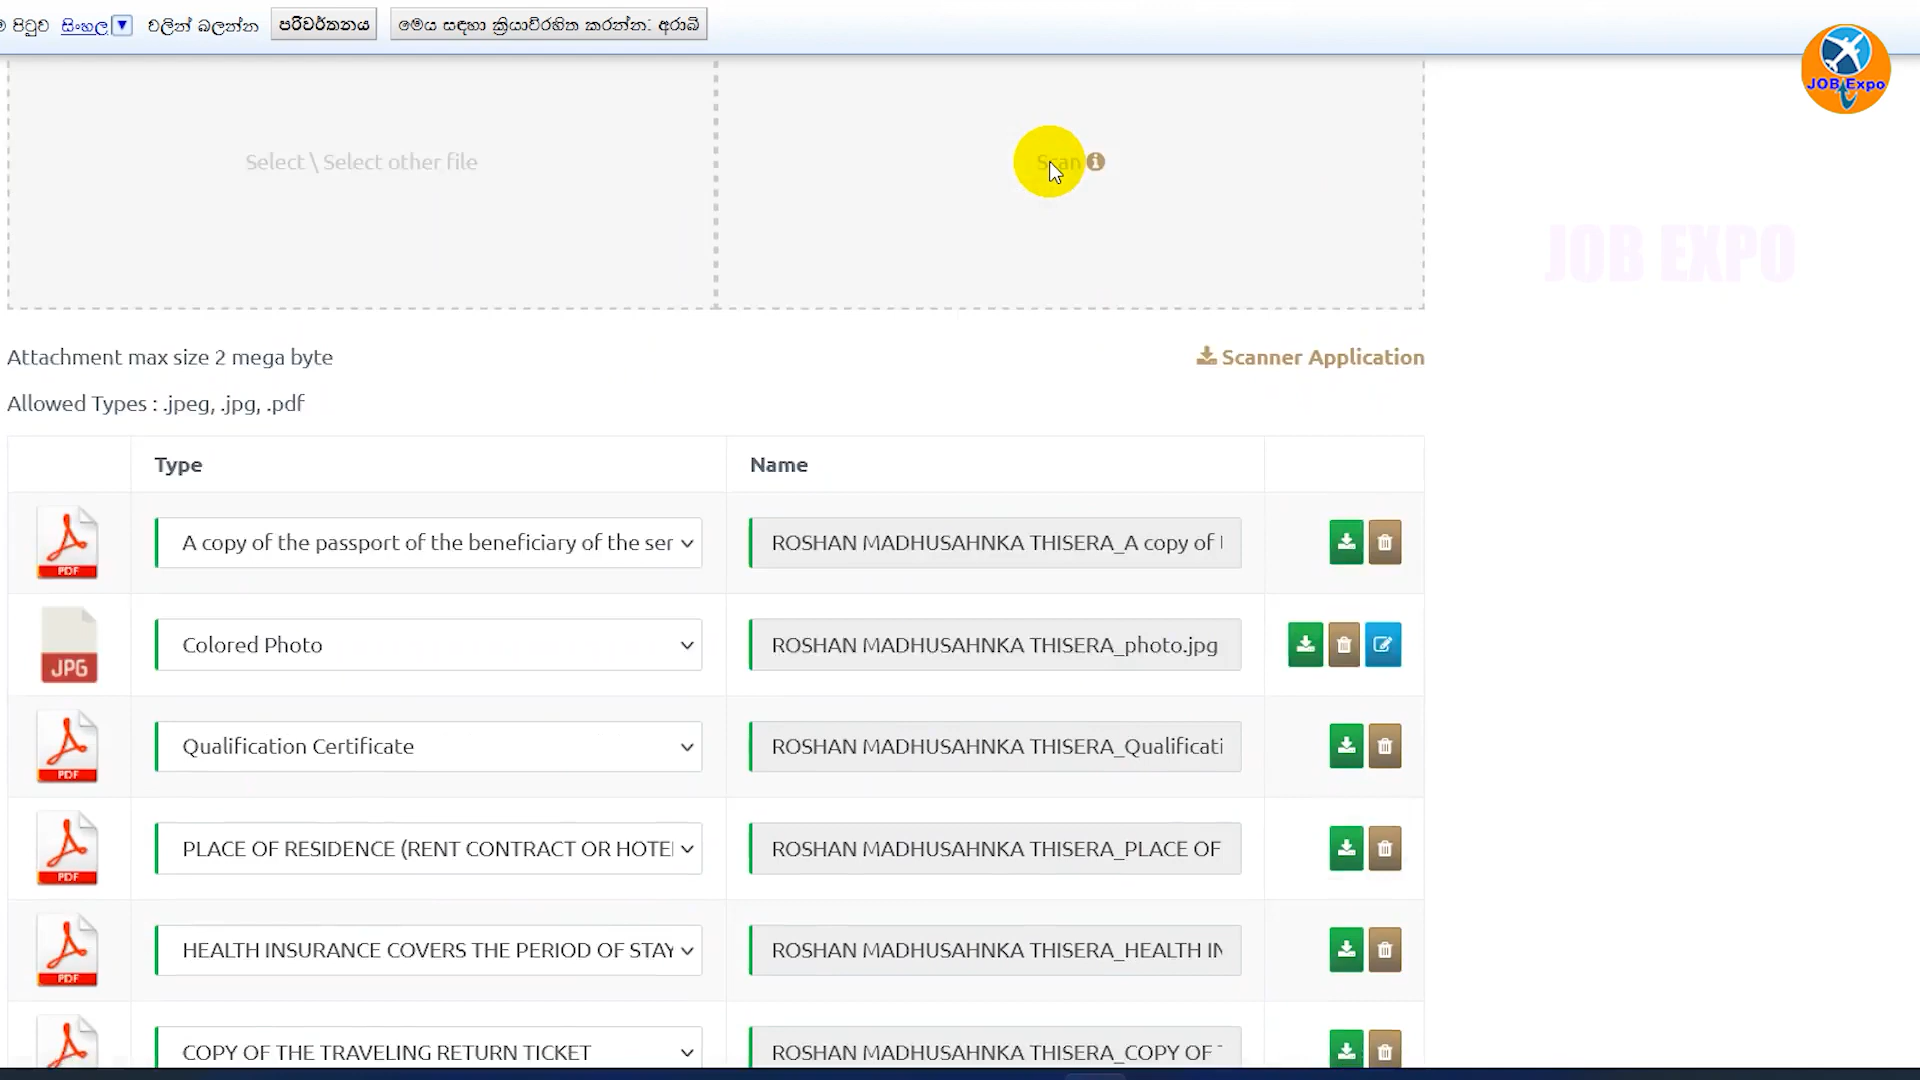 පිටුව සිංහල වලින් බලන්න පරිවර්තනය මෙය සඳහා ක්‍රියාවිරහිත කරන්න: අරාබි
JOB Expo
Select \ Select other file
Scan
JOB EXPO
Attachment max size 2 mega byte
Scanner Application
Allowed Types : .jpeg, .jpg, .pdf
Type Name
A copy of the passport of the beneficiary of the ser ROSHAN MADHUSAHNKA THISERA_A copy of
PDF
Colored Photo ROSHAN MADHUSAHNKA THISERA_photo.jpg
JPG
Qualification Certificate ROSHAN MADHUSAHNKA THISERA_Qualificati
PDF
PLACE OF RESIDENCE (RENT CONTRACT OR HOTE ROSHAN MADHUSAHNKA THISERA_PLACE OF
PDF
HEALTH INSURANCE COVERS THE PERIOD OF STAY ROSHAN MADHUSAHNKA THISERA_HEALTH IN
PDF
COPY OF THE TRAVELING RETURN TICKET ROSHAN MADHUSAHNKA THISERA_COPY OF